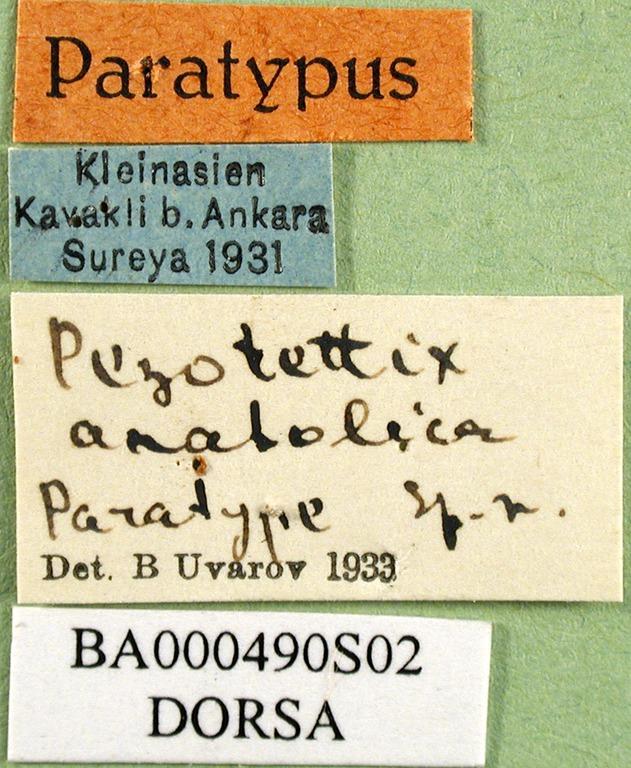 Paratypus
Kleinasien
Kavakli b. Ankara
Sureya 1931
Pezotettix
anatolica
Paratype sp. n.
Det. B Uvarov 1933
BA000490S02
DORSA